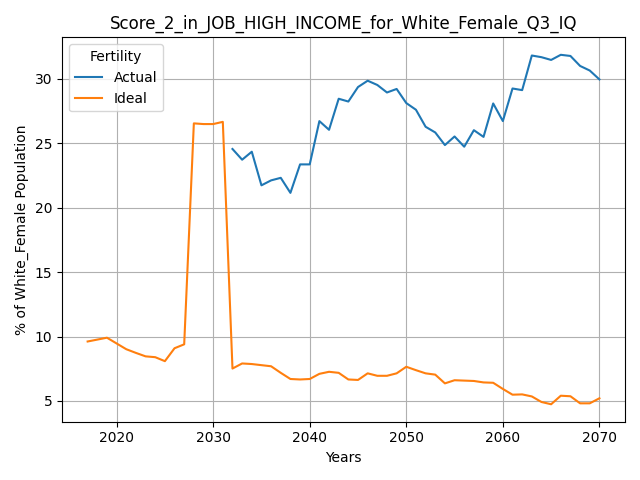 Score_2_in_JOB_HIGH_INCOME_for_White_Female_Q3_IQ
Fertility
Actual
Ideal
30
25
20
15
10
5
% of White_Female Population
2020 2030 2040 2050 2060 2070
Years